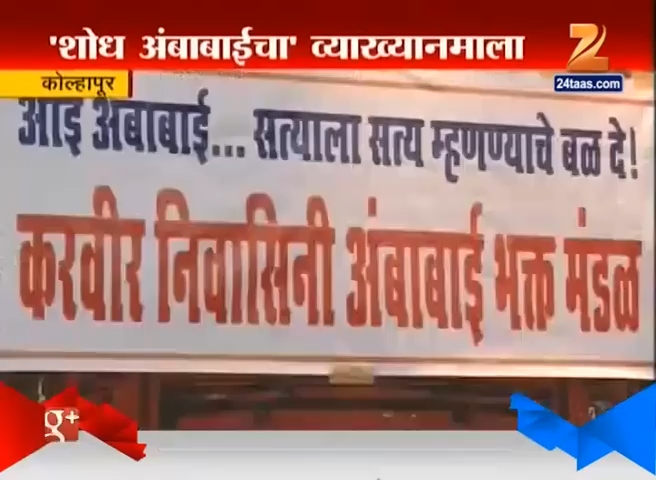 'शोध अंबाबाईचा' व्याख्यानमाला
24taas.com
कोल्हापूर
आई अंबाबाई... सत्याला सत्य म्हणण्याचे बळ दे!
करवीर निवासिनी अंबाबाई भक्त मंडळ
g+